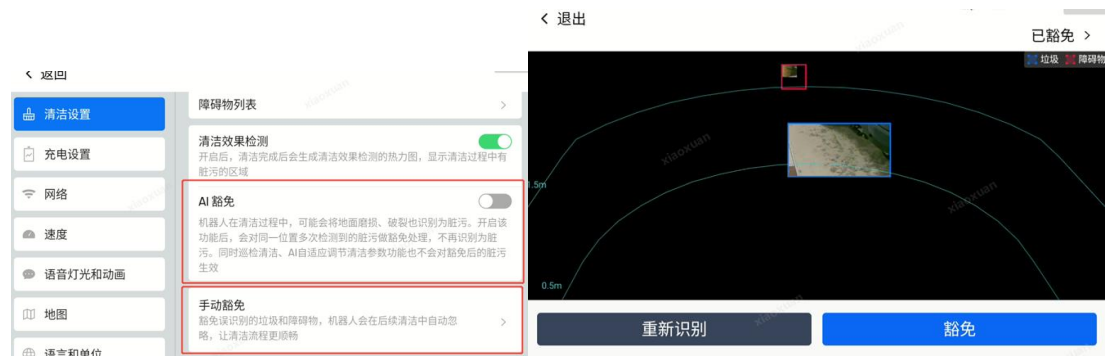 返回
清洁设置
充电设置
网络
速度
语音灯光和动画
地图
语言和单位
障碍物列表
清洁效果检测
开启后，清洁完成后会生成清洁效果检测的热力图，显示清洁过程中有
脏污的区域
AI 豁免
机器人在清洁过程中，可能会将地面磨损、破裂也识别为脏污。开启该
功能后，会对同一位置多次检测到的脏污做豁免处理，不再识别为脏
污。同时巡检清洁、AI自适应调节清洁参数功能也不会对豁免后的脏污
生效
手动豁免
豁免误识别的垃圾和障碍物，机器人会在后续清洁中自动忽
略，让清洁流程更顺畅
退出
已豁免
垃圾 障碍物
1.5m
0.5m
重新识别
豁免
xiaoxuan
xiaoxuan
xiaoxuan
xiaoxuan
xiaoxuan